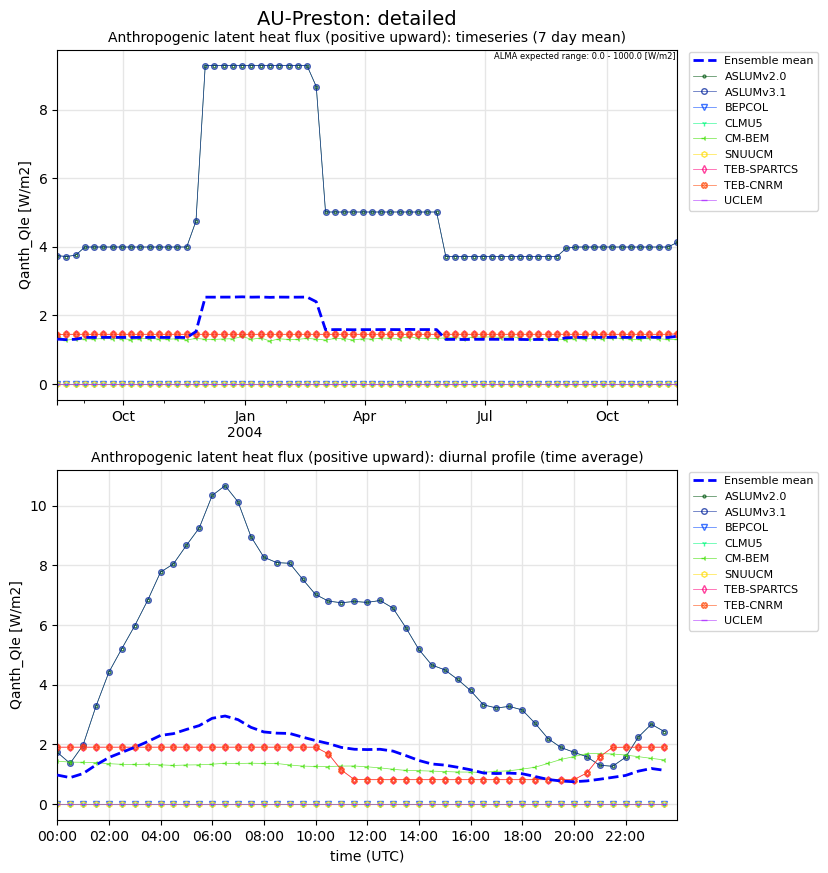 AU-Preston: detailed
Anthropogenic latent heat flux (positive upward): timeseries (7 day mean)
ALMA expected range: 0.0 - 1000.0 [W/m2]
Qanth_Qle [W/m2]
8
6
4
2
0
Oct
Jan
2004
Apr
Jul
Oct
Ensemble mean
ASLUMv2.0
ASLUMv3.1
BEPCOL
CLMU5
CM-BEM
SNUUCM
TEB-SPARTCS
TEB-CNRM
UCLEM
Anthropogenic latent heat flux (positive upward): diurnal profile (time average)
Qanth_Qle [W/m2]
10
8
6
4
2
0
00:00 02:00 04:00 06:00 08:00 10:00 12:00 14:00 16:00 18:00 20:00 22:00
time (UTC)
Ensemble mean
ASLUMv2.0
ASLUMv3.1
BEPCOL
CLMU5
CM-BEM
SNUUCM
TEB-SPARTCS
TEB-CNRM
UCLEM